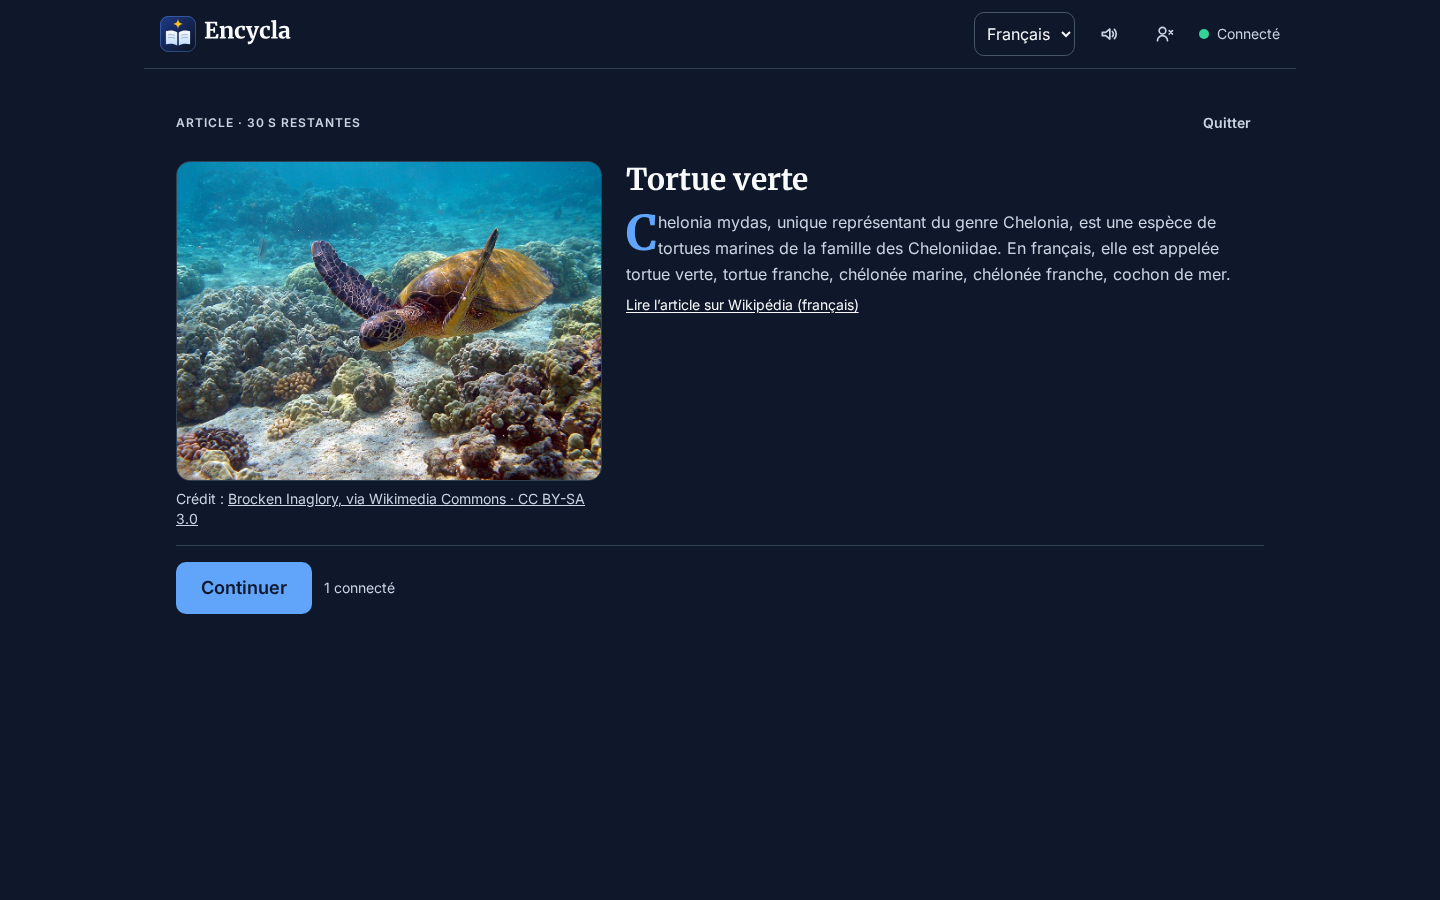 Encycla
Français
Connecté
ARTICLE · 30 S RESTANTES
Quitter
Tortue verte
Chelonia mydas, unique représentant du genre Chelonia, est une espèce de
tortues marines de la famille des Cheloniidae. En français, elle est appelée
tortue verte, tortue franche, chélonée marine, chélonée franche, cochon de mer.
Lire l’article sur Wikipédia (français)
Crédit : Brocken Inaglory, via Wikimedia Commons · CC BY-SA
3.0
Continuer
1 connecté